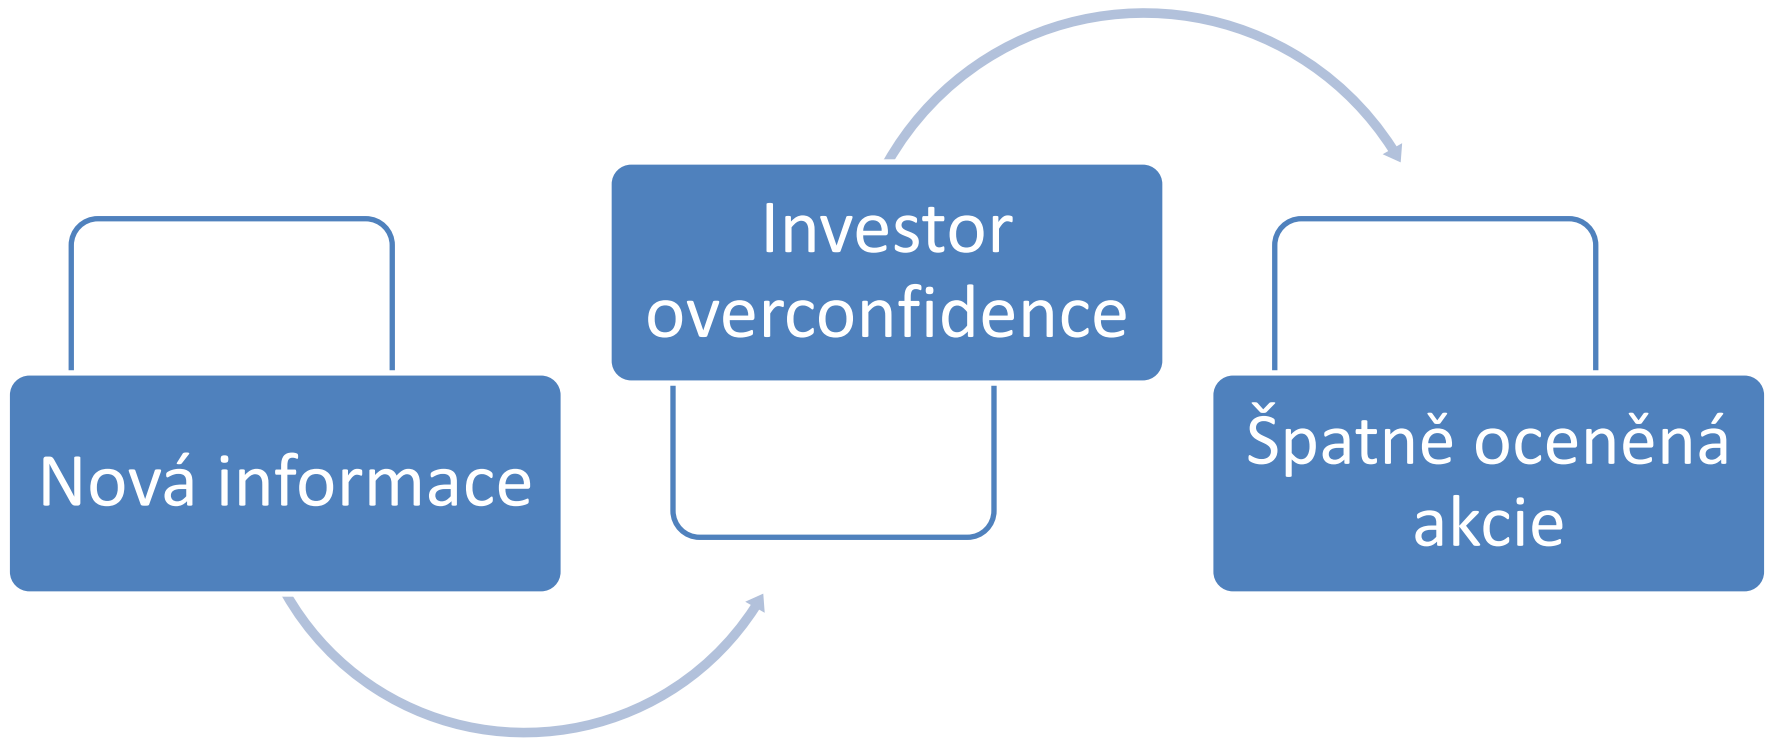 Nová informace
Investor
overconfidence
Špatně oceněná
akcie